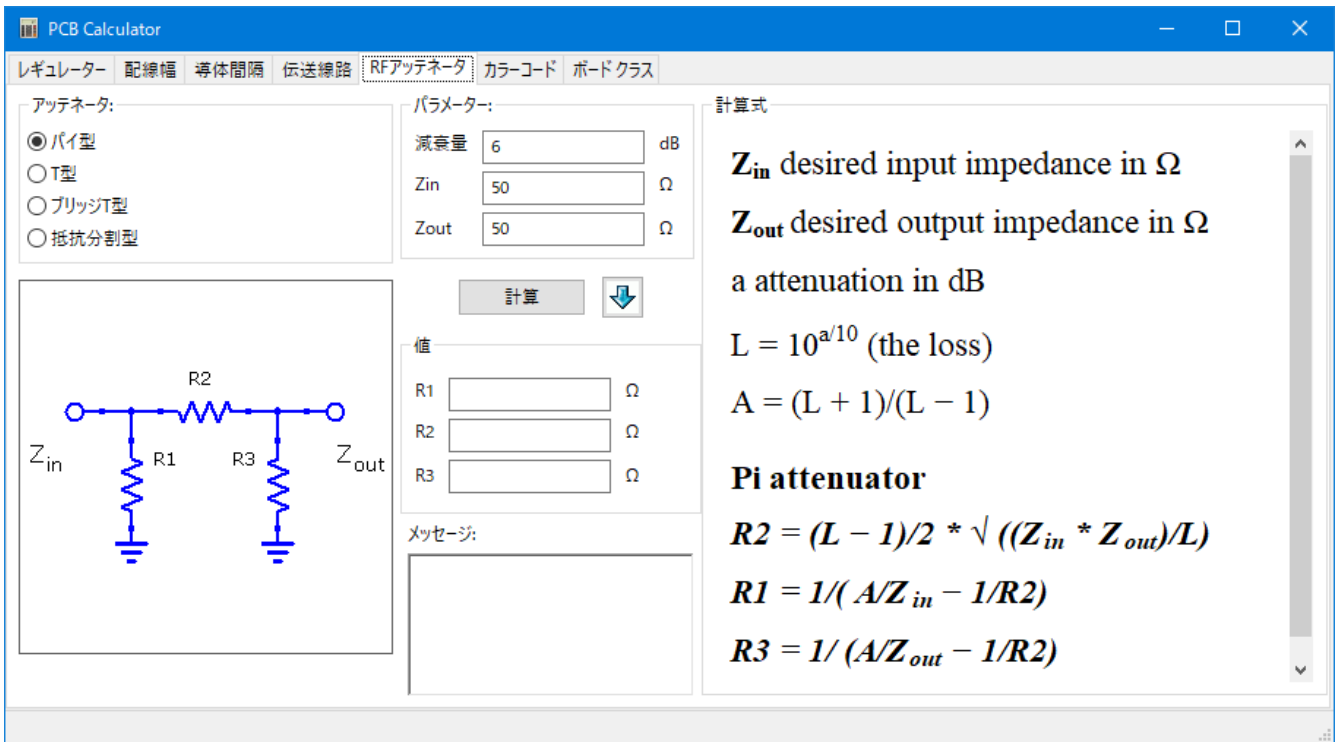 PCB Calculator
レギュレーター 配線幅 導体間隔 伝送線路 RFアッテネータ カラーコード ボードクラス
アッテネータ:
パイ型
T型
ブリッジT型
抵抗分割型
R2
Zin
R1
R3
Zout
パラメーター:
減衰量 6 dB
Zin 50 Ω
Zout 50 Ω
計算
値
R1 Ω
R2 Ω
R3 Ω
メッセージ:
計算式
Zin desired input impedance in Ω
Zout desired output impedance in Ω
a attenuation in dB
L = 10^a/10 (the loss)
A = (L + 1)/(L − 1)
Pi attenuator
R2 = (L − 1)/2 * √ ((Zin * Zout)/L)
R1 = 1/( A/Zin − 1/R2)
R3 = 1/ (A/Zout − 1/R2)